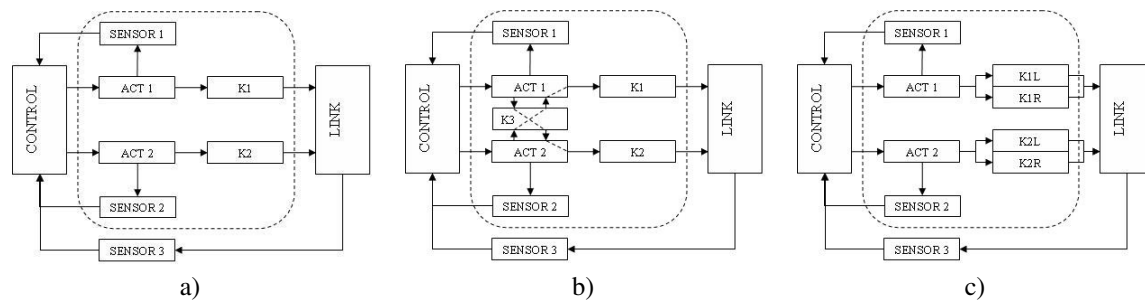 SENSOR 1
CONTROL
ACT 1
K1
LINK
ACT 2
K2
SENSOR 2
SENSOR 3
a)
SENSOR 1
CONTROL
ACT 1
K1
K3
LINK
ACT 2
K2
SENSOR 2
SENSOR 3
b)
SENSOR 1
CONTROL
ACT 1
K1L
K1R
LINK
ACT 2
K2L
K2R
SENSOR 2
SENSOR 3
c)